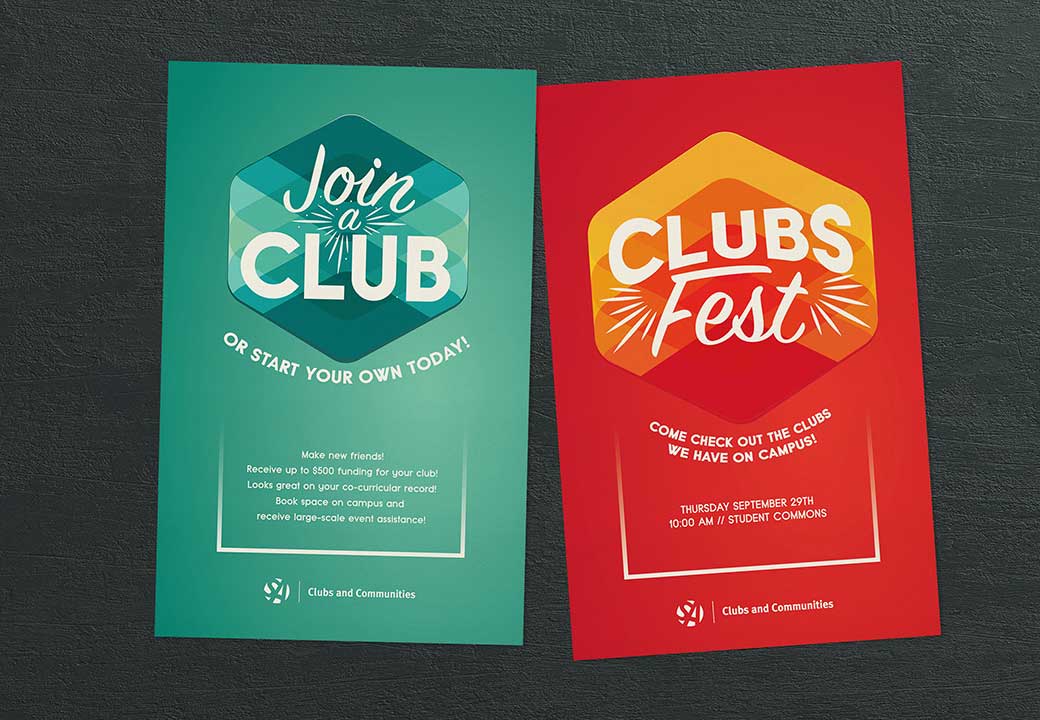 Join
a
CLUB
OR START YOUR OWN TODAY!
Make new friends!
Receive up to $500 funding for your club!
Looks great on your co-curricular record!
Book space on campus and
receive large-scale event assistance!
SA
Clubs and Communities
CLUBS
Fest
COME CHECK OUT THE CLUBS
WE HAVE ON CAMPUS!
THURSDAY SEPTEMBER 29TH
10:00 AM // STUDENT COMMONS
SA
Clubs and Communities